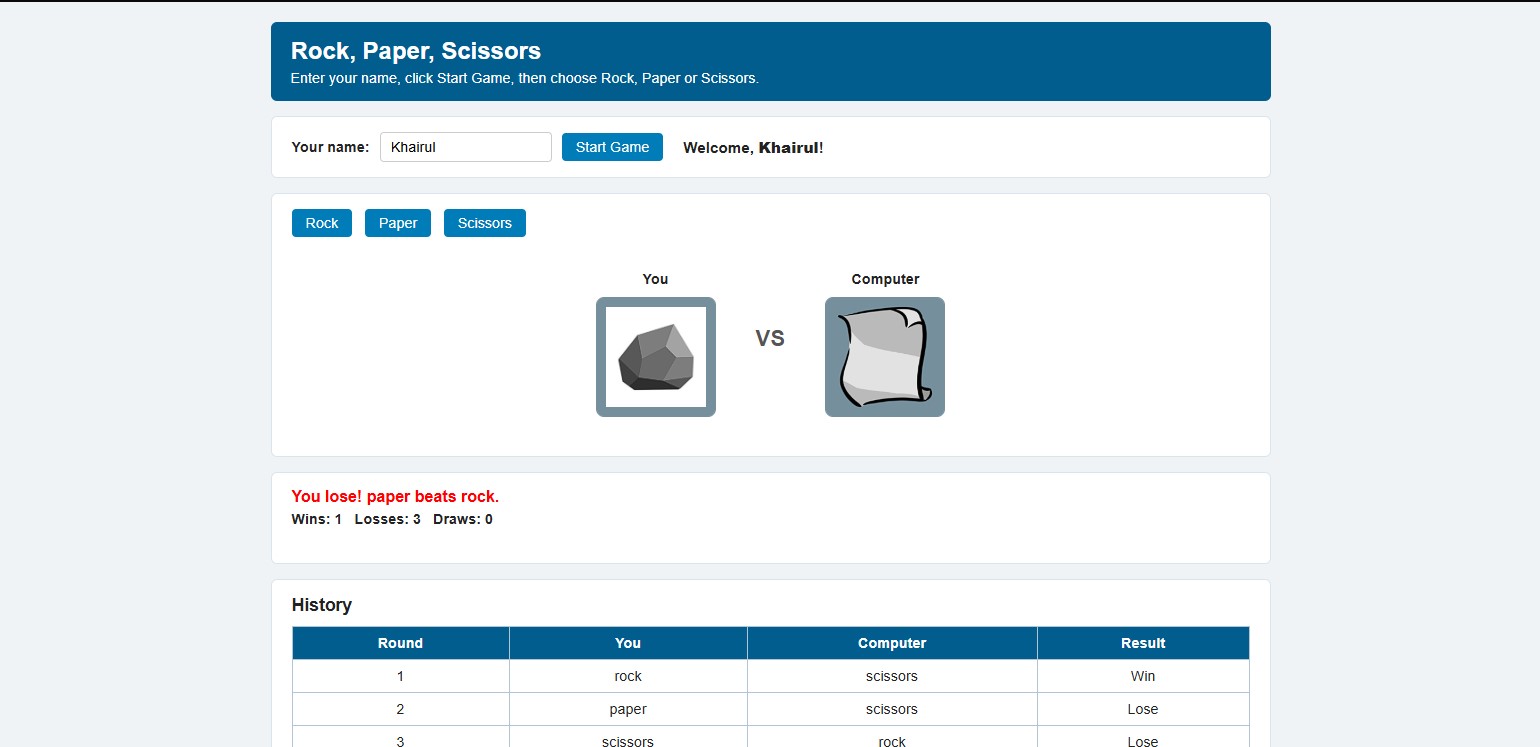 Rock, Paper, Scissors
Enter your name, click Start Game, then choose Rock, Paper or Scissors.
Your name: Khairul Start Game Welcome, Khairul!
Rock Paper Scissors
You Computer
VS
You lose! paper beats rock.
Wins: 1 Losses: 3 Draws: 0
History
Round You Computer Result
1 rock scissors Win
2 paper scissors Lose
3 scissors rock Lose